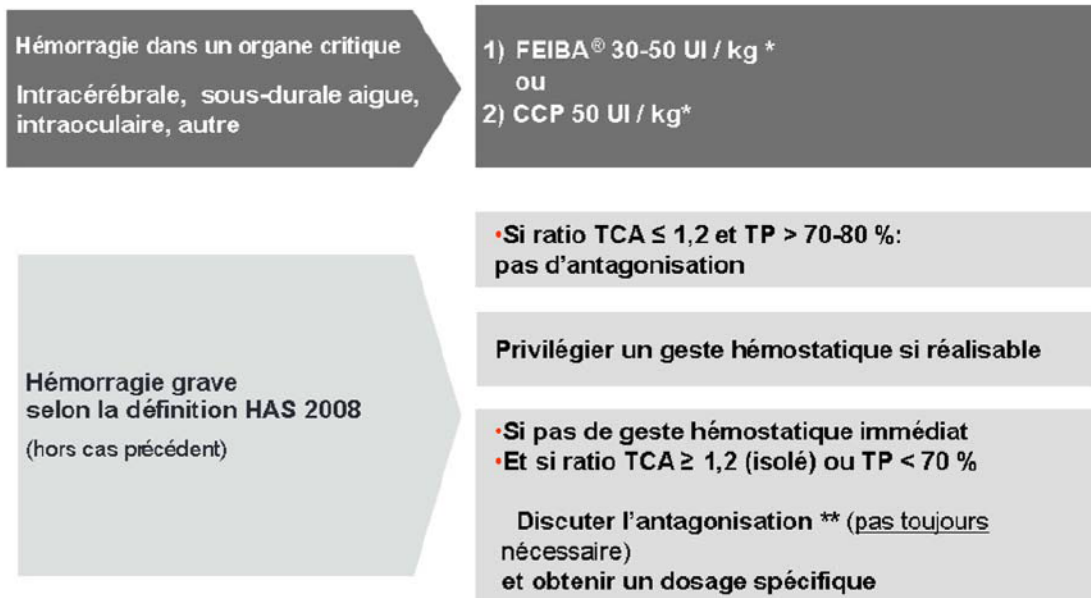 Hémorragie dans un organe critique
Intracérébrale, sous-durale aigue,
intraoculaire, autre
1) FEIBA® 30-50 UI / kg *
ou
2) CCP 50 UI / kg*
Hémorragie grave
selon la définition HAS 2008
(hors cas précédent)
•Si ratio TCA ≤ 1,2 et TP > 70-80 %:
pas d’antagonisation
Privilégier un geste hémostatique si réalisable
•Si pas de geste hémostatique immédiat
•Et si ratio TCA ≥ 1,2 (isolé) ou TP < 70 %
Discuter l’antagonisation ** (pas toujours
nécessaire)
et obtenir un dosage spécifique